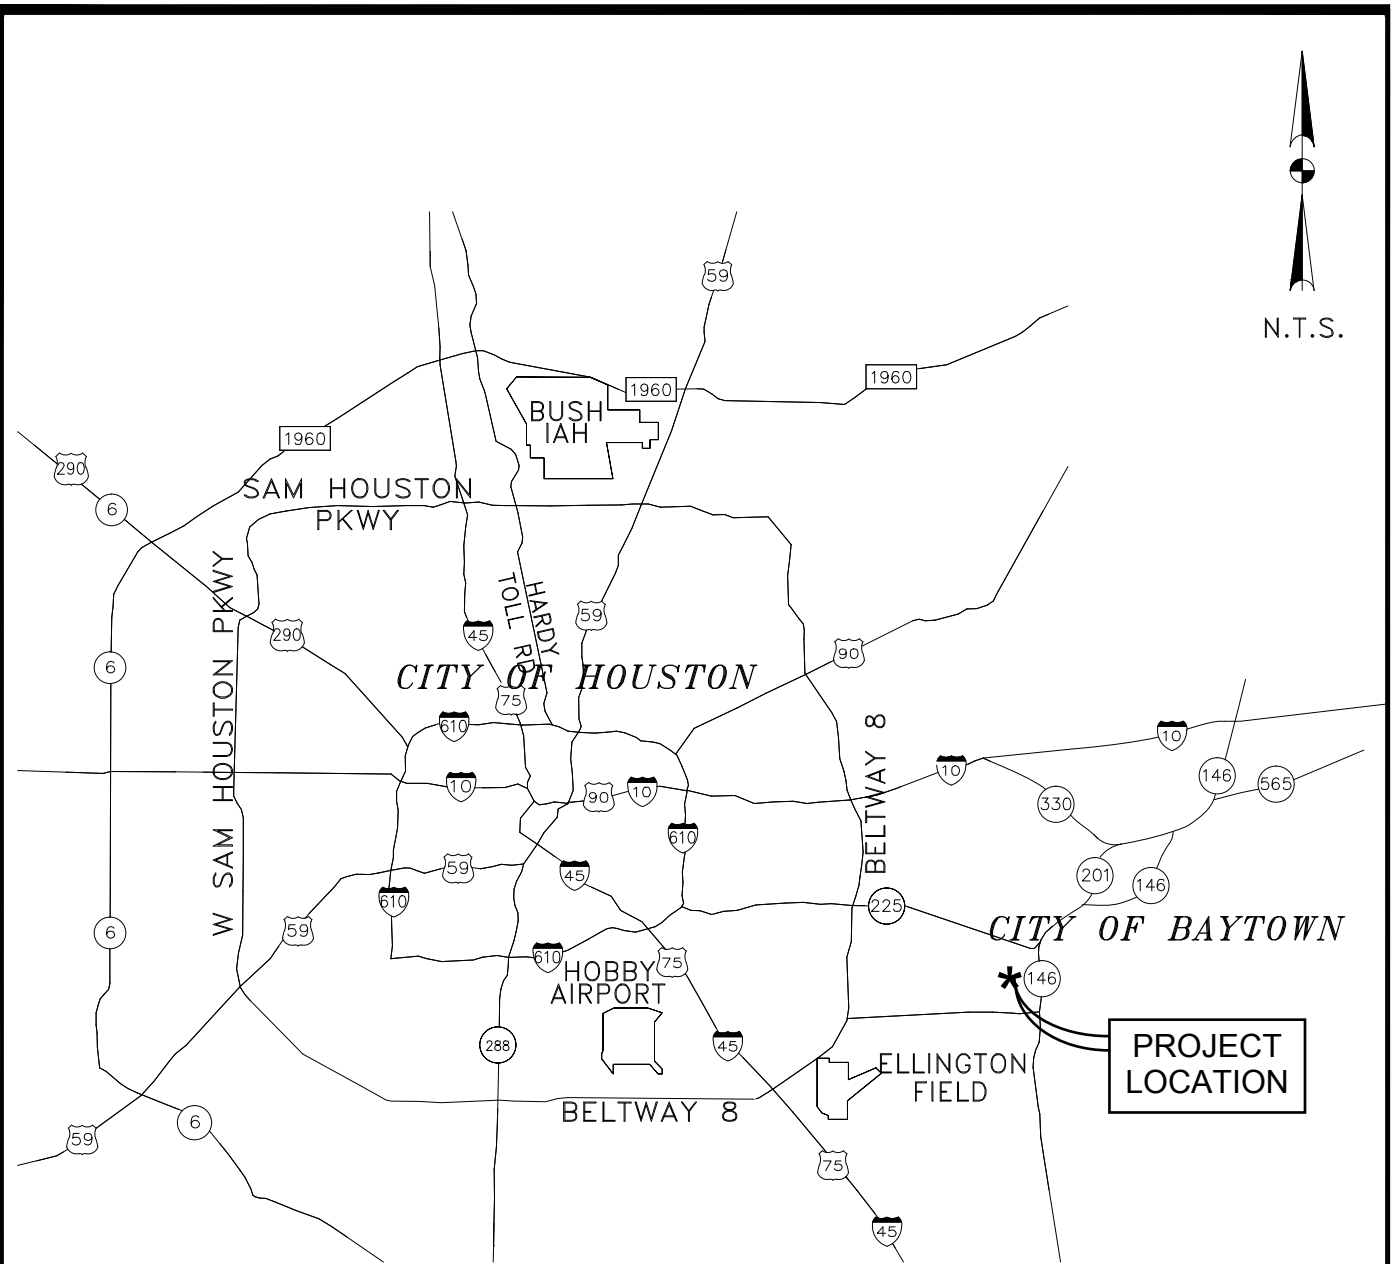 59
N.T.S.
1960
1960
BUSH
IAH
1960
290
6
SAM HOUSTON
PKWY
W SAM HOUSTON PKWY
HARDY
TOLL RD
59
45
290
6
90
CITY OF HOUSTON
75
610
BELTWAY 8
10
10
146
565
10
90
10
330
610
59
45
201
146
610
225
59
6
CITY OF BAYTOWN
610
75
HOBBY
AIRPORT
146
288
45
PROJECT
LOCATION
ELLINGTON
FIELD
BELTWAY 8
6
59
75
45